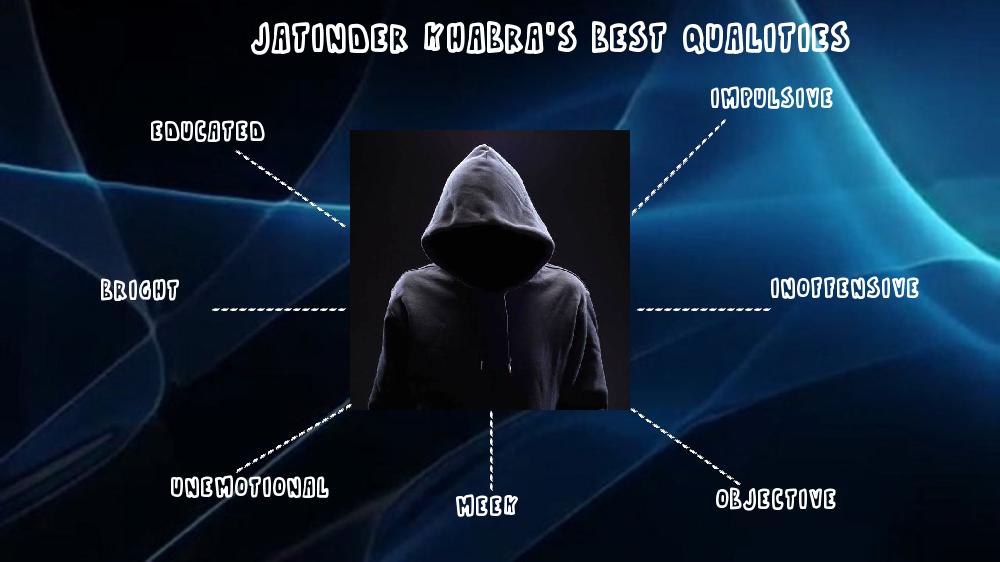 JATINDER KHABRA'S BEST QUALITIES
IMPULSIVE
EDUCATED
BRIGHT
INOFFENSIVE
UNEMOTIONAL
MEEK
OBJECTIVE